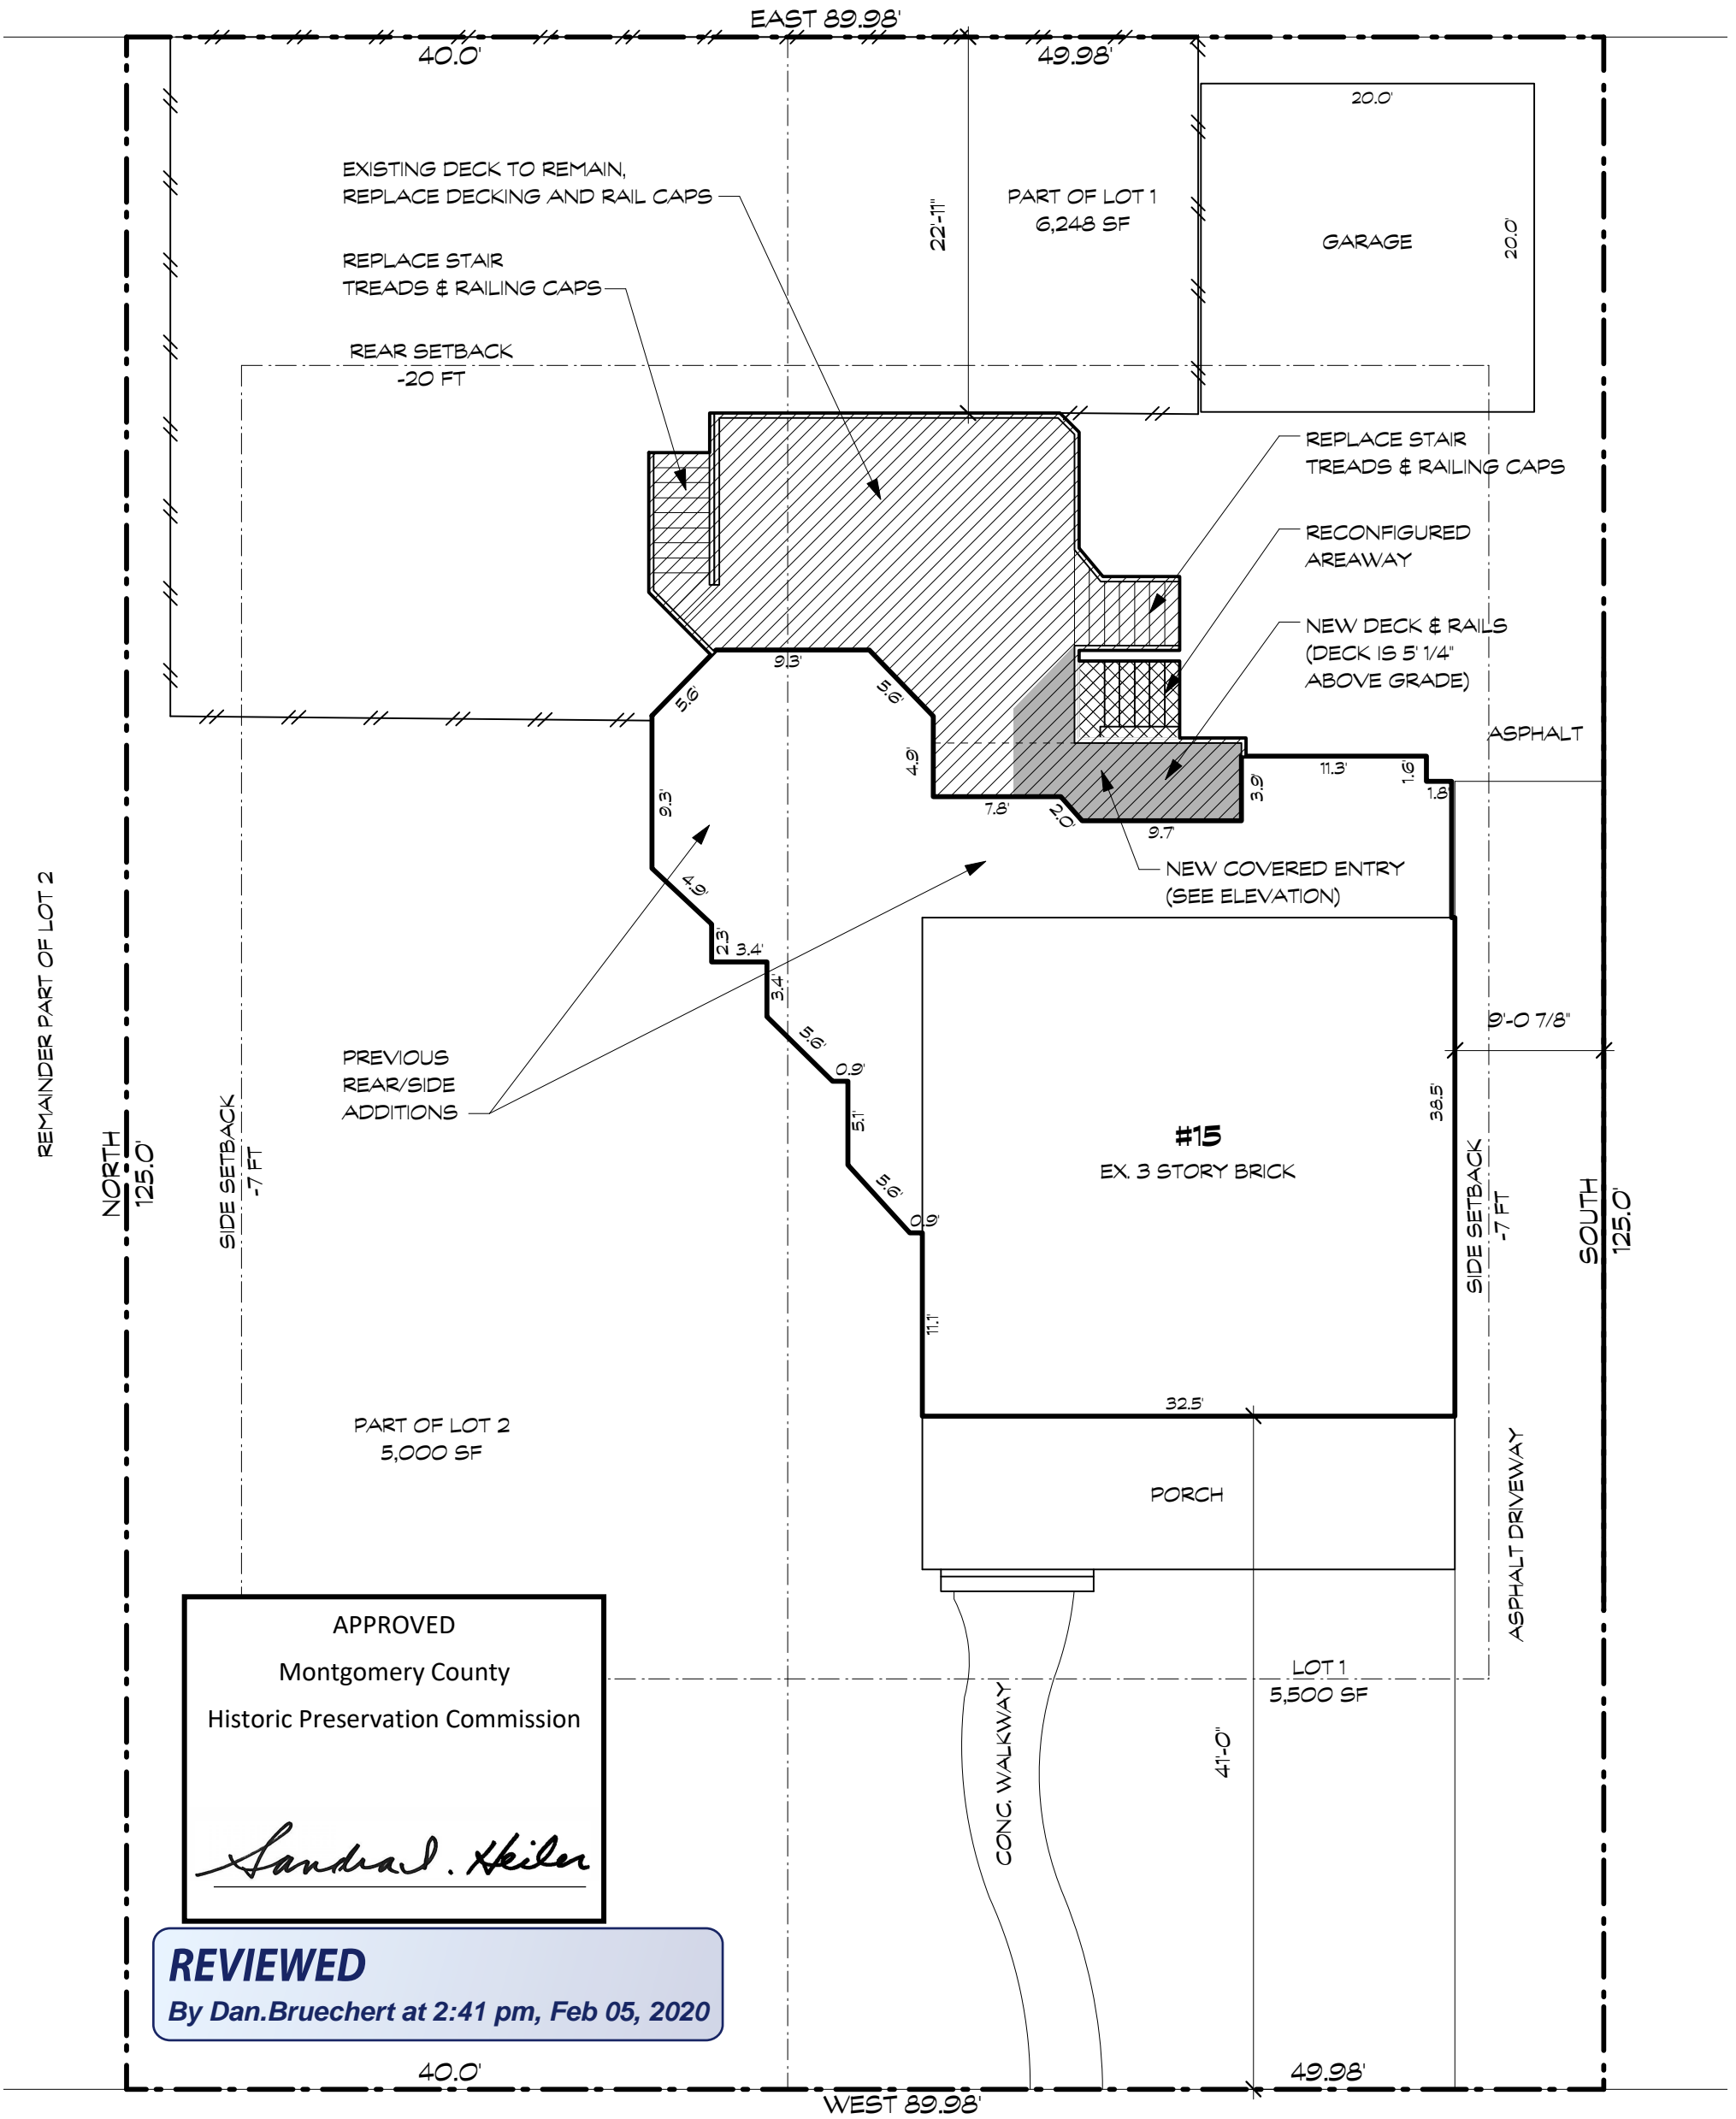 EAST 89.98'
40.0'
49.98'
20.0'
EXISTING DECK TO REMAIN,
REPLACE DECKING AND RAIL CAPS
22'-11"
PART OF LOT 1
6,248 SF
GARAGE
20.0'
REPLACE STAIR
TREADS & RAILING CAPS
REAR SETBACK
-20 FT
REPLACE STAIR
TREADS & RAILING CAPS
RECONFIGURED
AREAWAY
NEW DECK & RAILS
(DECK IS 5' 1/4"
ABOVE GRADE)
9.3'
5.6'
5.6'
4.9'
ASPHALT
11.3'
1.6'
1.8'
3.9'
9.3'
7.8'
2.0'
9.7'
NEW COVERED ENTRY
(SEE ELEVATION)
4.9'
2.3'
3.4'
3.4'
REMAINDER PART OF LOT 2
9'-0 7/8"
5.6'
0.9'
PREVIOUS
REAR/SIDE
ADDITIONS
5.1'
38.5'
#15
EX. 3 STORY BRICK
NORTH
125.0'
SIDE SETBACK
-7 FT
5.6'
0.9'
SIDE SETBACK
-7 FT
SOUTH
125.0'
11.1'
32.5'
PART OF LOT 2
5,000 SF
PORCH
ASPHALT DRIVEWAY
APPROVED
Montgomery County
Historic Preservation Commission
Sandra I. Heiler
LOT 1
5,500 SF
CONC. WALKWAY
41'-0"
REVIEWED
By Dan.Bruechert at 2:41 pm, Feb 05, 2020
40.0'
49.98'
WEST 89.98'